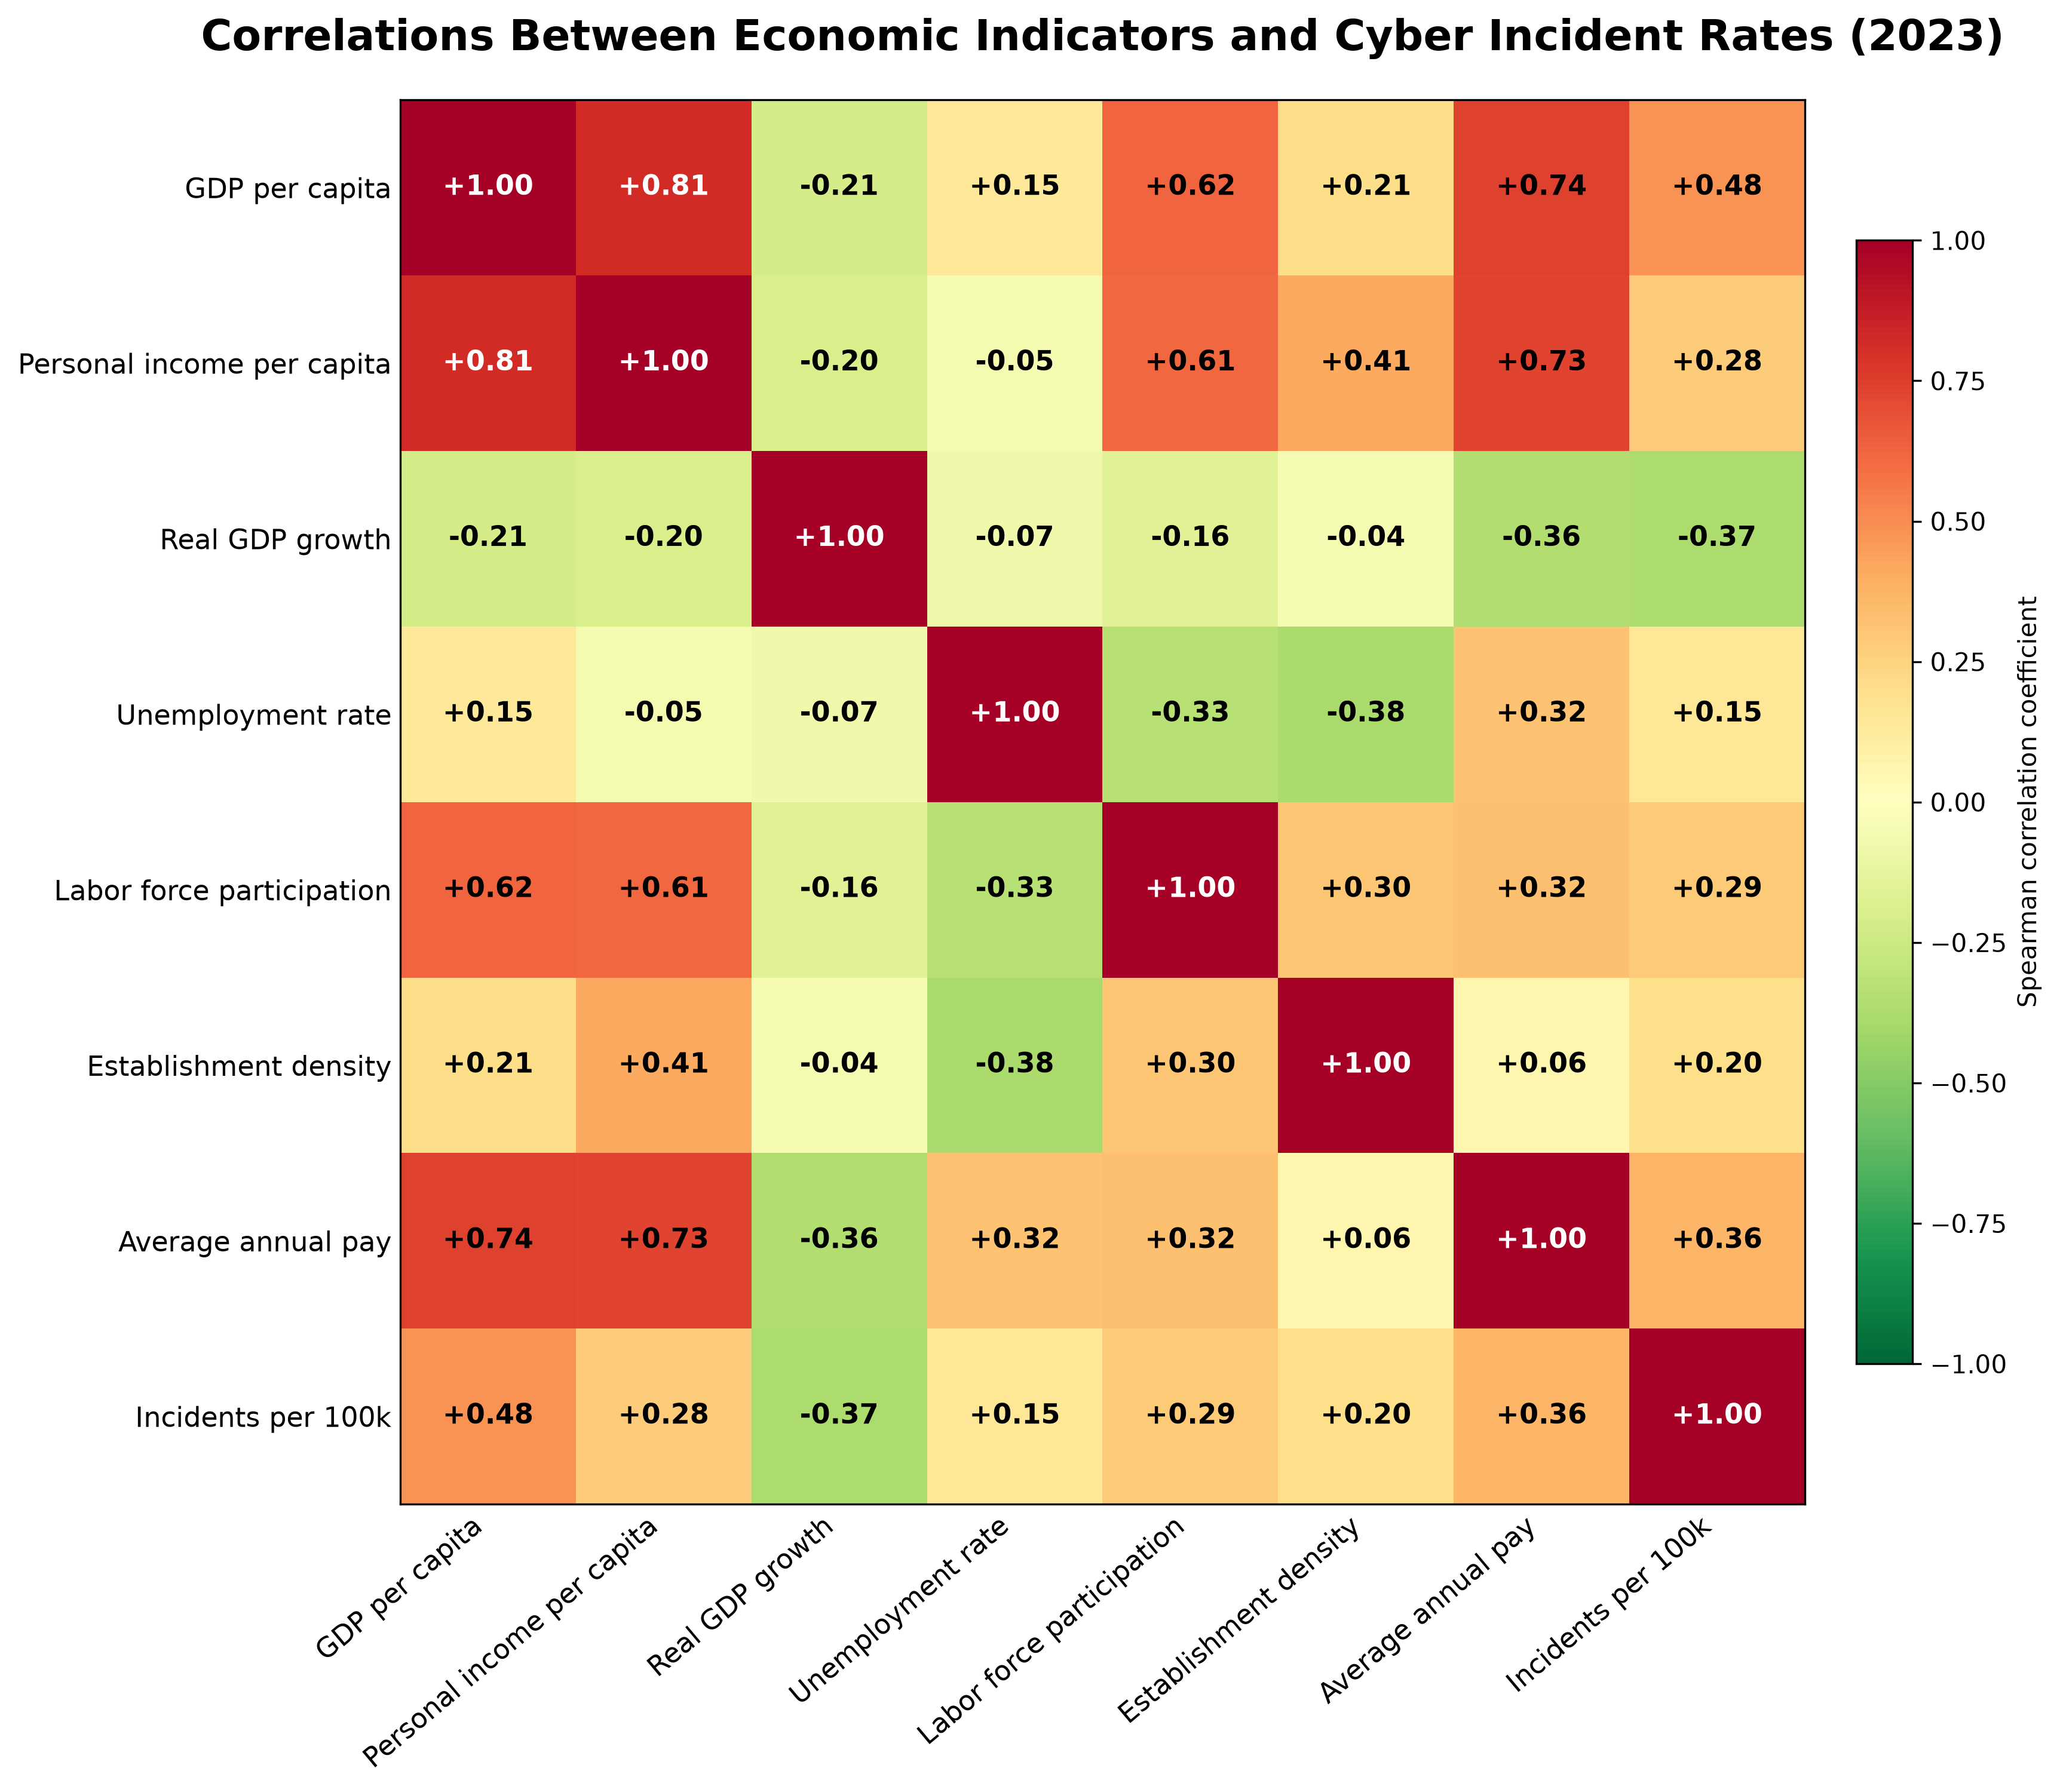 Correlations Between Economic Indicators and Cyber Incident Rates (2023)
GDP per capita +1.00 +0.81 -0.21 +0.15 +0.62 +0.21 +0.74 +0.48
Personal income per capita +0.81 +1.00 -0.20 -0.05 +0.61 +0.41 +0.73 +0.28
Real GDP growth -0.21 -0.20 +1.00 -0.07 -0.16 -0.04 -0.36 -0.37
Unemployment rate +0.15 -0.05 -0.07 +1.00 -0.33 -0.38 +0.32 +0.15
Labor force participation +0.62 +0.61 -0.16 -0.33 +1.00 +0.30 +0.32 +0.29
Establishment density +0.21 +0.41 -0.04 -0.38 +0.30 +1.00 +0.06 +0.20
Average annual pay +0.74 +0.73 -0.36 +0.32 +0.32 +0.06 +1.00 +0.36
Incidents per 100k +0.48 +0.28 -0.37 +0.15 +0.29 +0.20 +0.36 +1.00
GDP per capita
Personal income per capita
Real GDP growth
Unemployment rate
Labor force participation
Establishment density
Average annual pay
Incidents per 100k
1.00
0.75
0.50
0.25
0.00
−0.25
−0.50
−0.75
−1.00
Spearman correlation coefficient